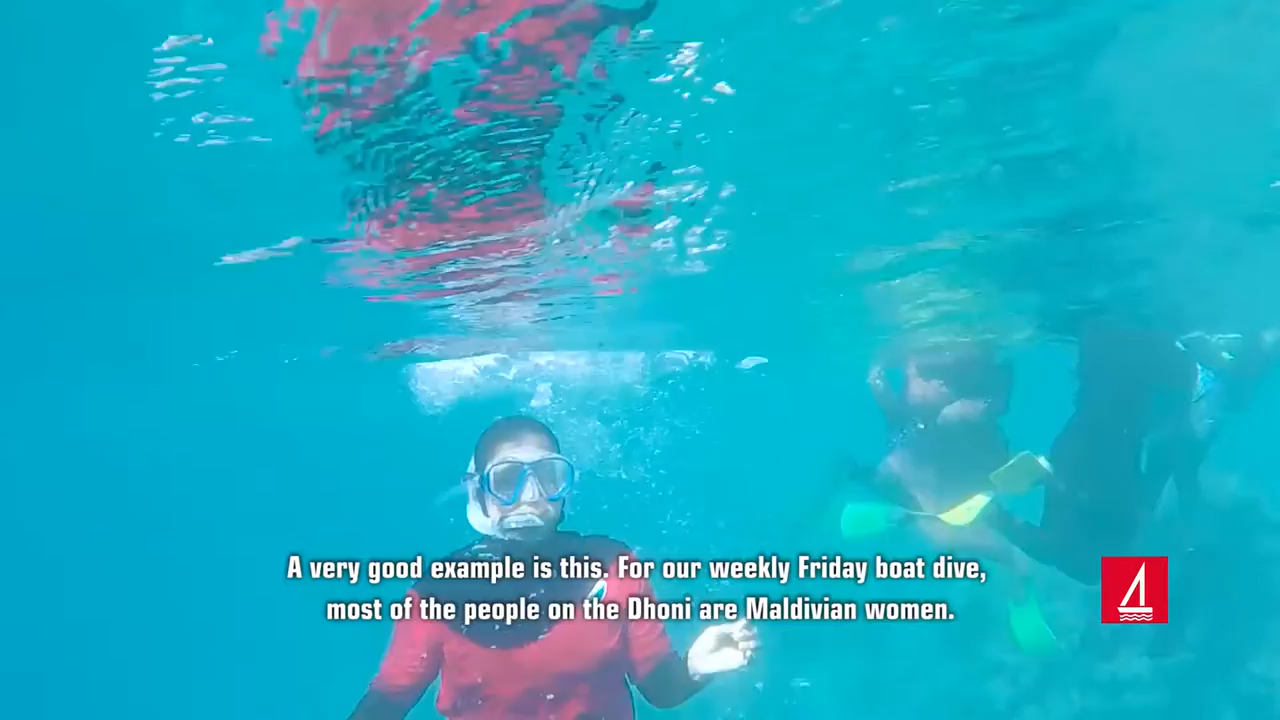 A very good example is this. For our weekly Friday boat dive,
most of the people on the Dhoni are Maldivian women.